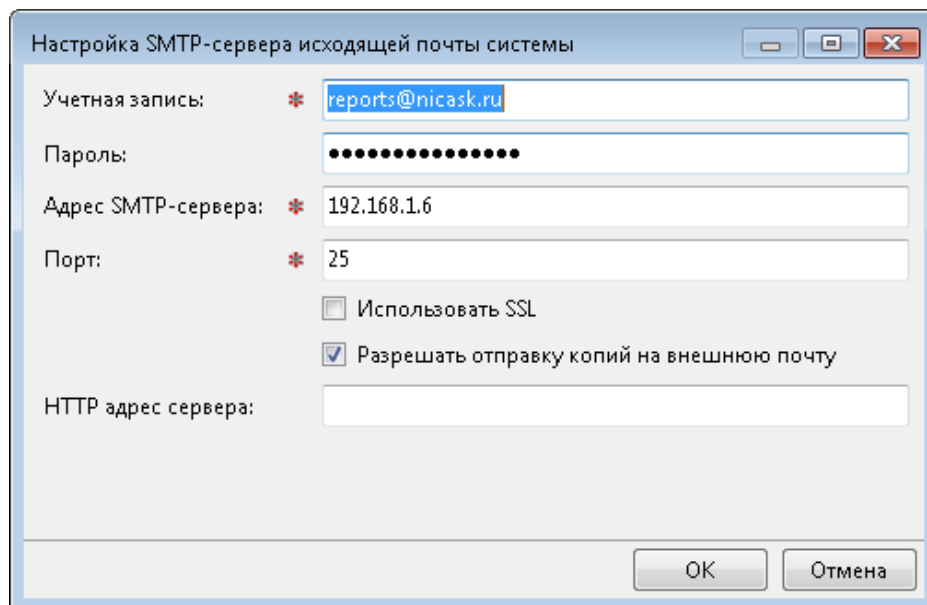 Настройка SMTP-сервера исходящей почты системы
Учетная запись: * reports@nicask.ru
Пароль: ●●●●●●●●●●●●●●●
Адрес SMTP-сервера: * 192.168.1.6
Порт: * 25
Использовать SSL
Разрешать отправку копий на внешнюю почту
HTTP адрес сервера:
OK Отмена